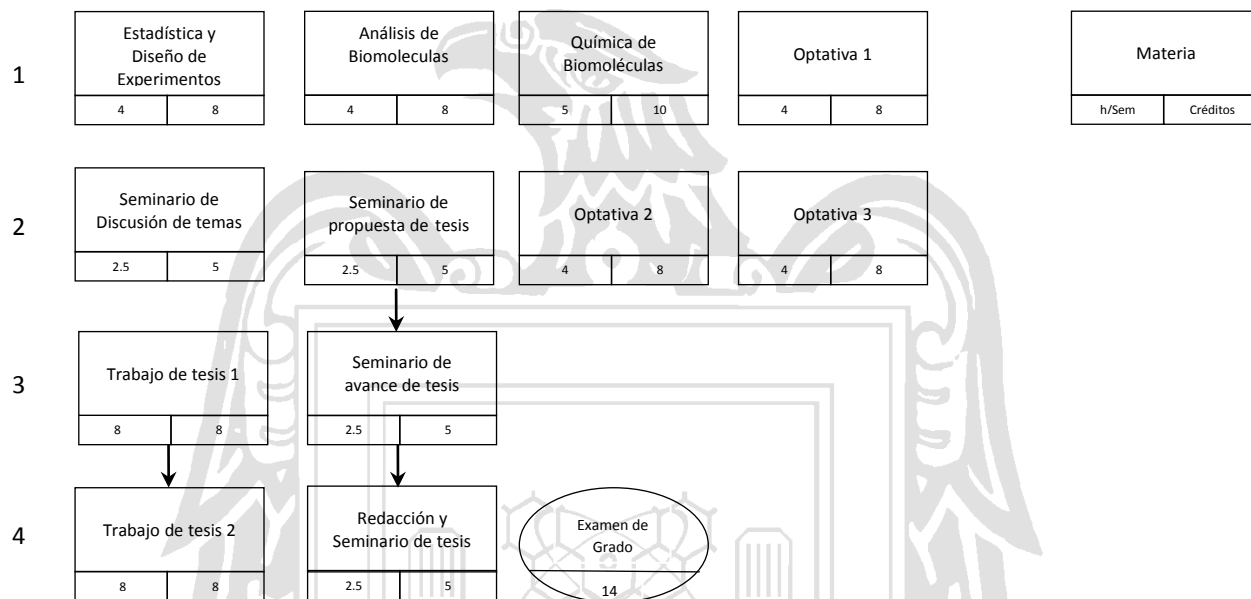 1
Estadística y
Diseño de
Experimentos
4 8
Análisis de
Biomoleculas
4 8
Química de
Biomoléculas
5 10
Optativa 1
4 8
Materia
h/Sem Créditos
2
Seminario de
Discusión de temas
2.5 5
Seminario de
propuesta de tesis
2.5 5
Optativa 2
4 8
Optativa 3
4 8
3
Trabajo de tesis 1
8 8
Seminario de
avance de tesis
2.5 5
4
Trabajo de tesis 2
8 8
Redacción y
Seminario de tesis
2.5 5
Examen de
Grado
14